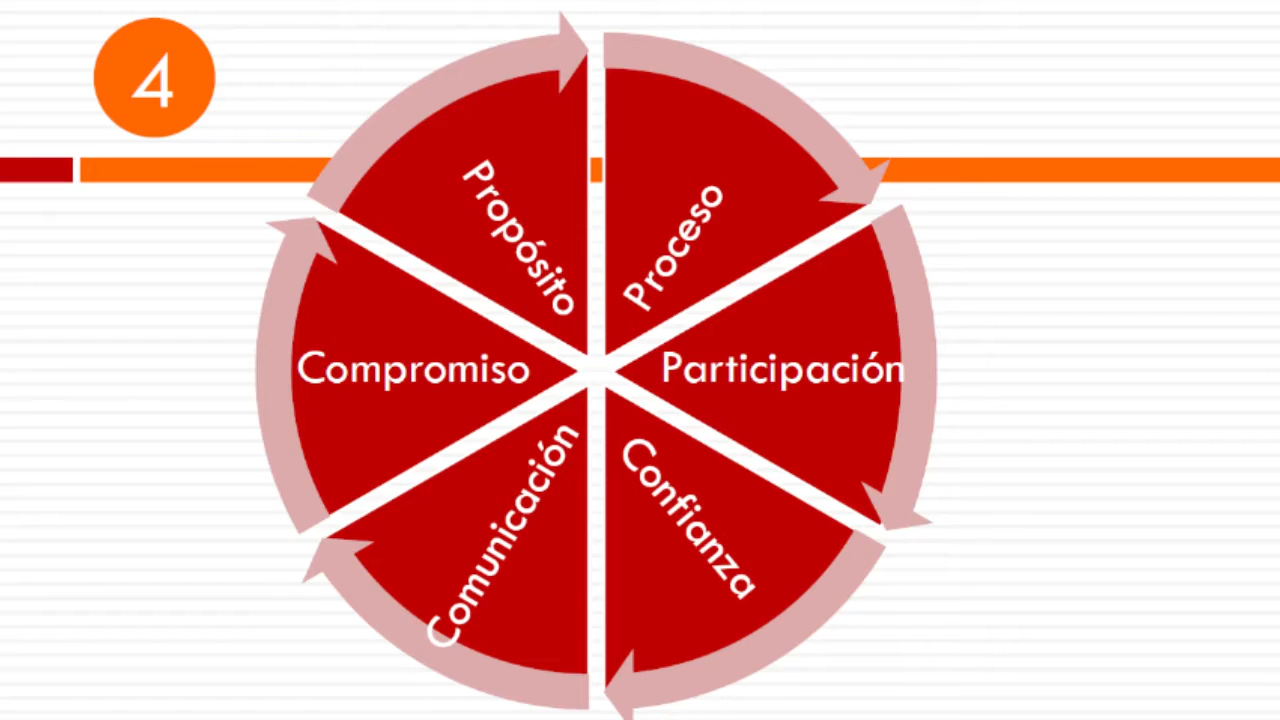 4
Propósito
Proceso
Compromiso
Participación
Comunicación
Confianza